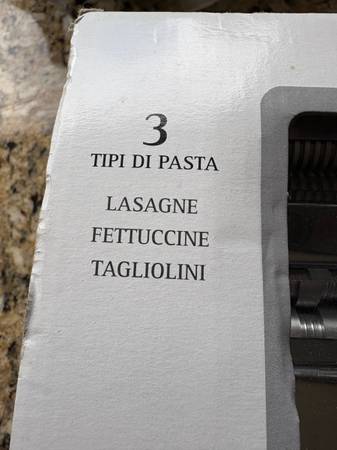 3
TIPI DI PASTA
LASAGNE
FETTUCCINE
TAGLIOLINI